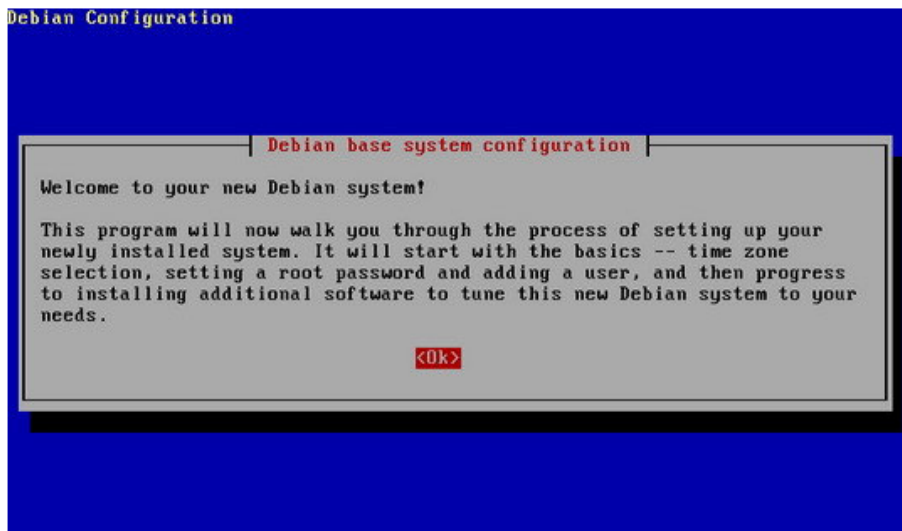 Debian Configuration
Debian base system configuration
Welcome to your new Debian system!
This program will now walk you through the process of setting up your
newly installed system. It will start with the basics -- time zone
selection, setting a root password and adding a user, and then progress
to installing additional software to tune this new Debian system to your
needs.
<Ok>